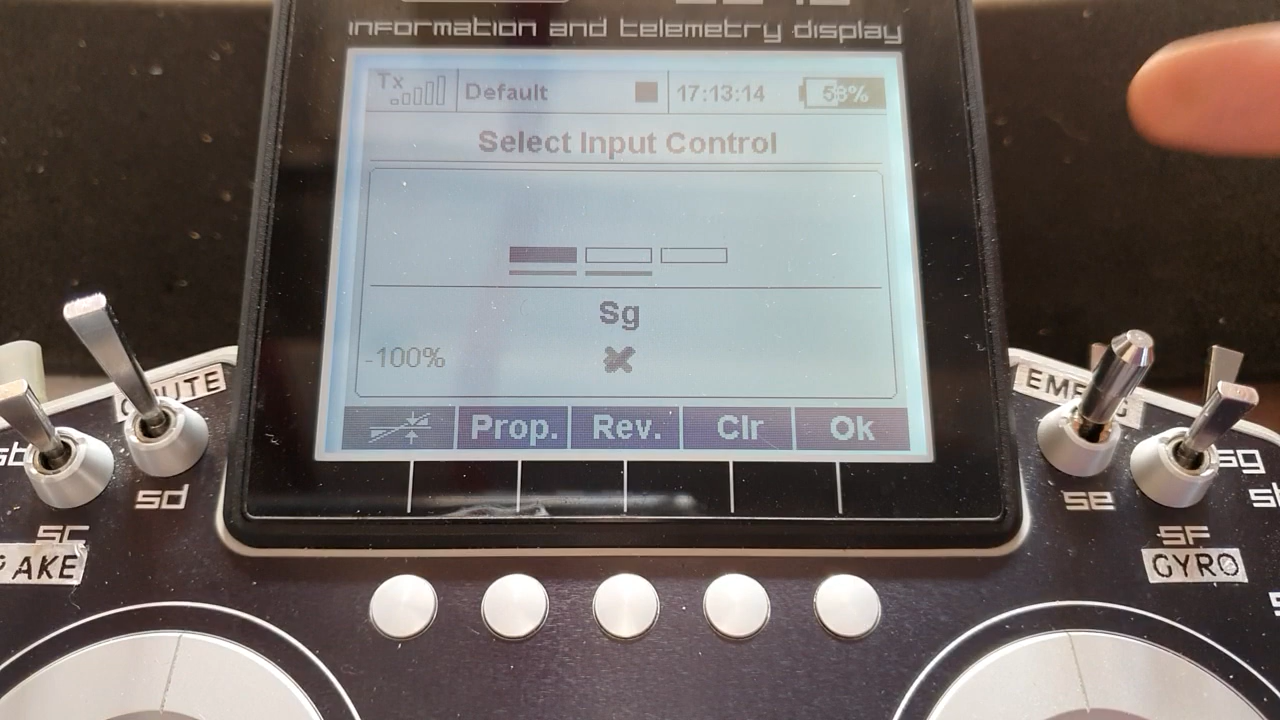 information and telemetry display
Tx Default 17:13:14 58%
Select Input Control
Sg
-100%
Prop. Rev. Clr Ok
sd
sc
se
sg
SF
GYRO